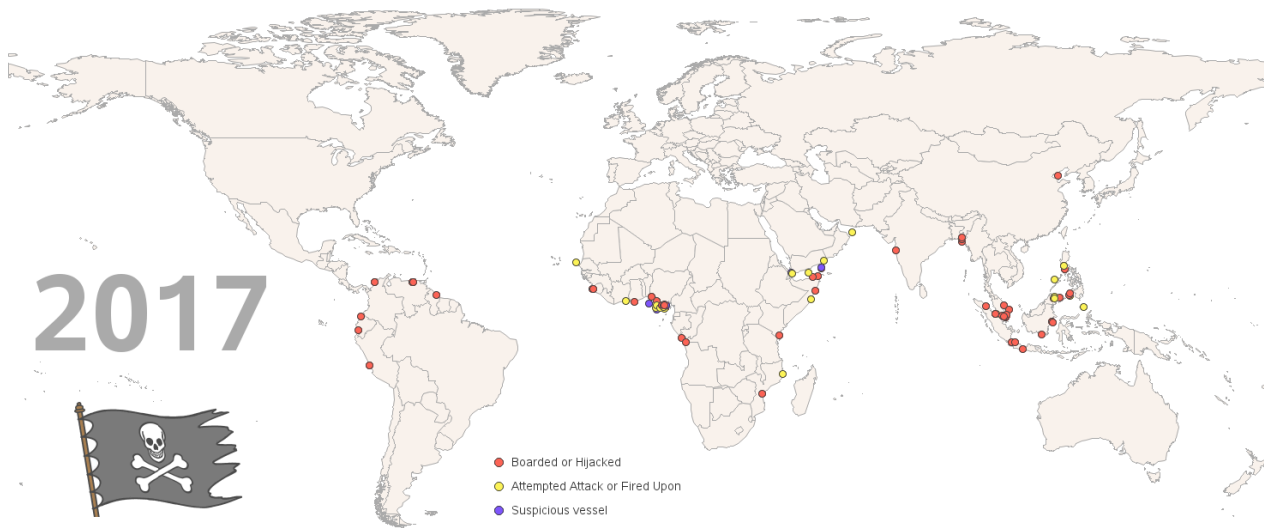 2017
Boarded or Hijacked
Attempted Attack or Fired Upon
Suspicious vessel